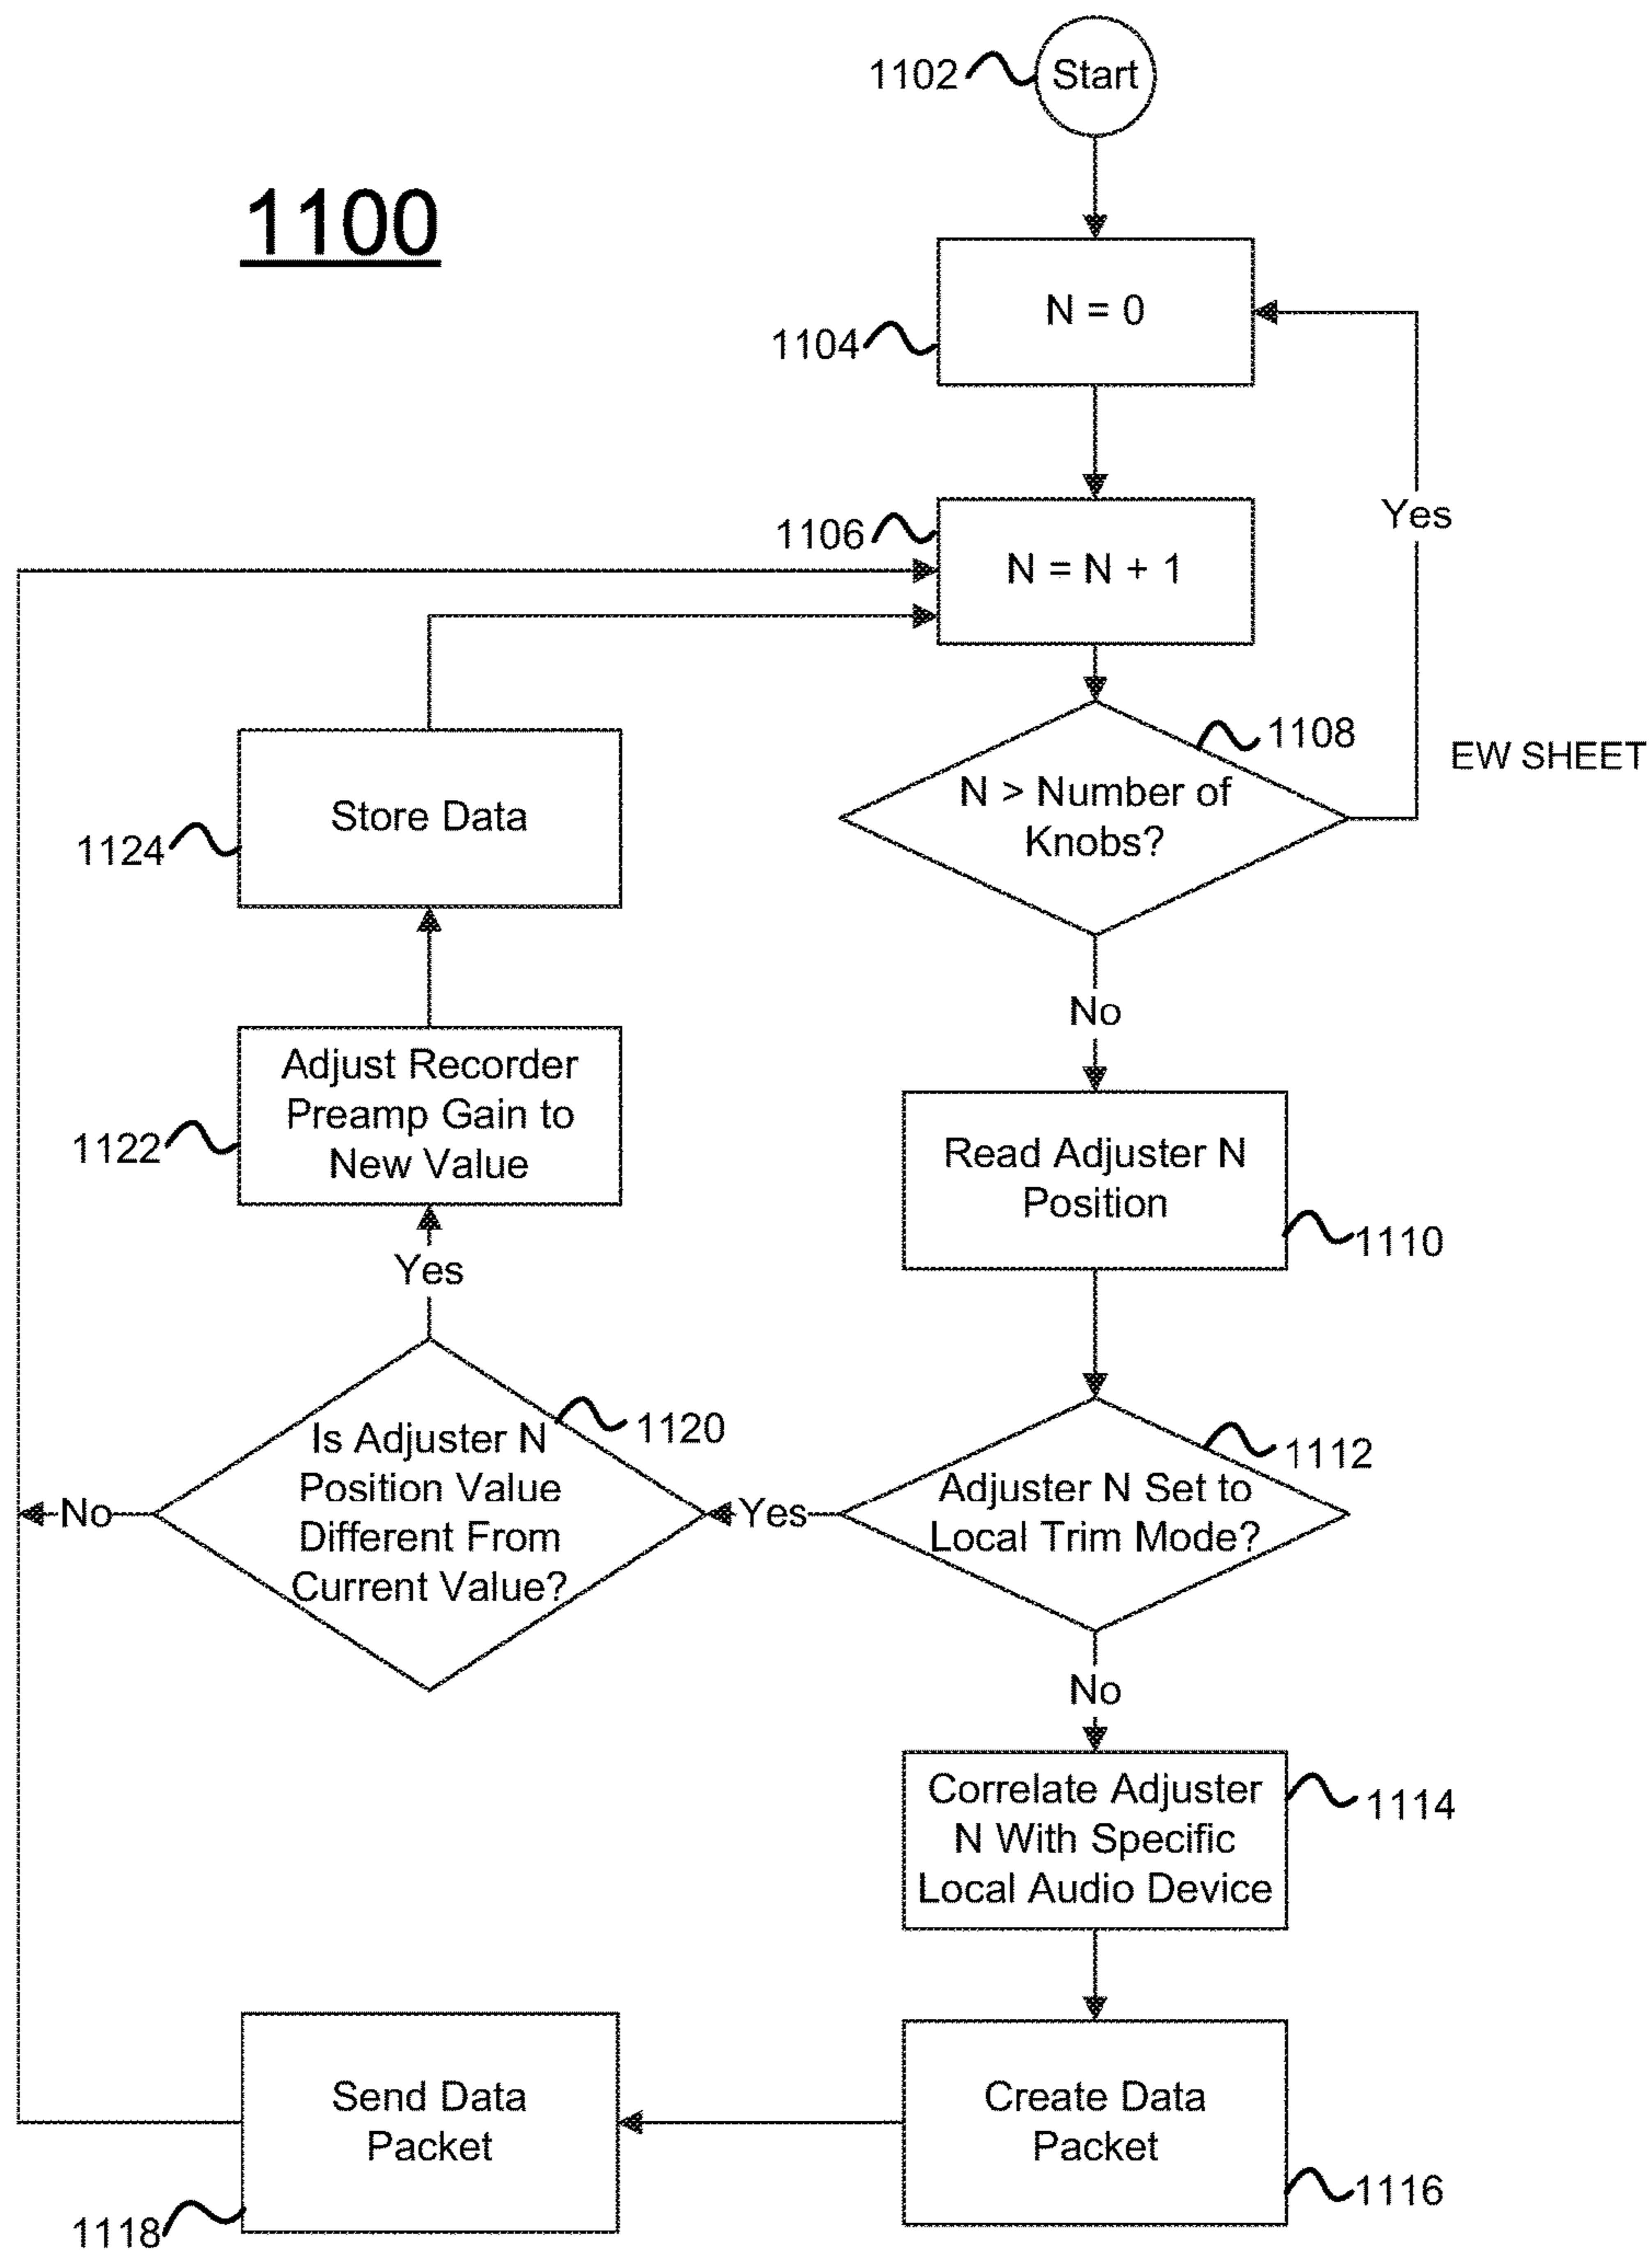 1102
Start
1100
N = 0
1104
1106
N = N + 1
Yes
1108
EW SHEET
N > Number of
Knobs?
Store Data
1124
No
Adjust Recorder
Preamp Gain to
New Value
1122
Read Adjuster N
Position
1110
Yes
Is Adjuster N
Position Value
Different From
Current Value?
1120
No
Yes
Adjuster N Set to
Local Trim Mode?
1112
No
Correlate Adjuster
N With Specific
Local Audio Device
1114
Send Data
Packet
1118
Create Data
Packet
1116